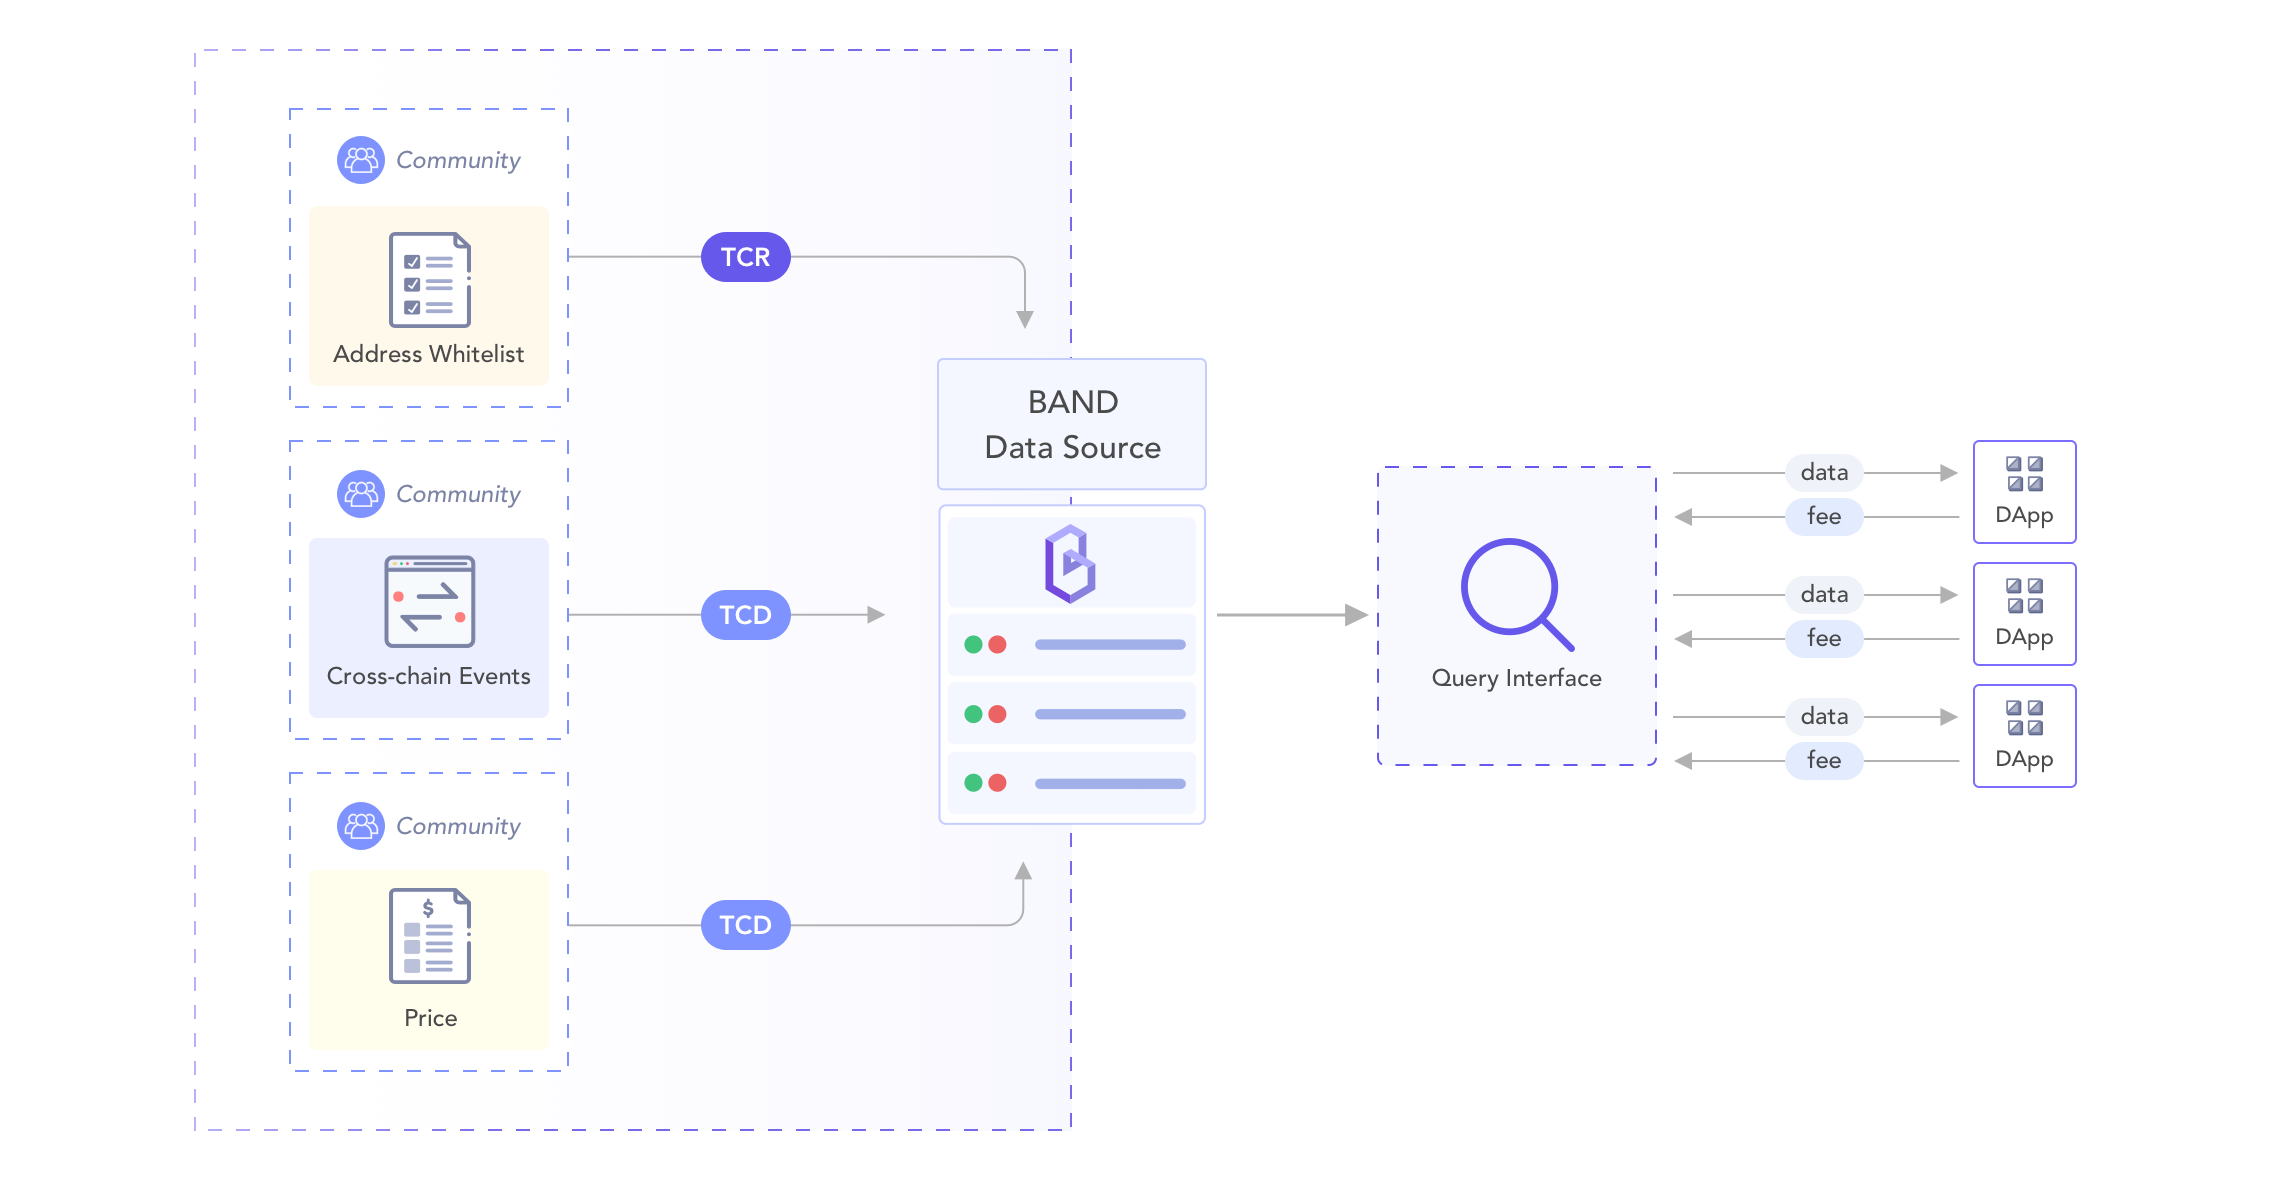 Community
Address Whitelist
TCR
Community
Cross-chain Events
TCD
Community
$
Price
TCD
BAND
Data Source
Query Interface
data
fee
DApp
data
fee
DApp
data
fee
DApp